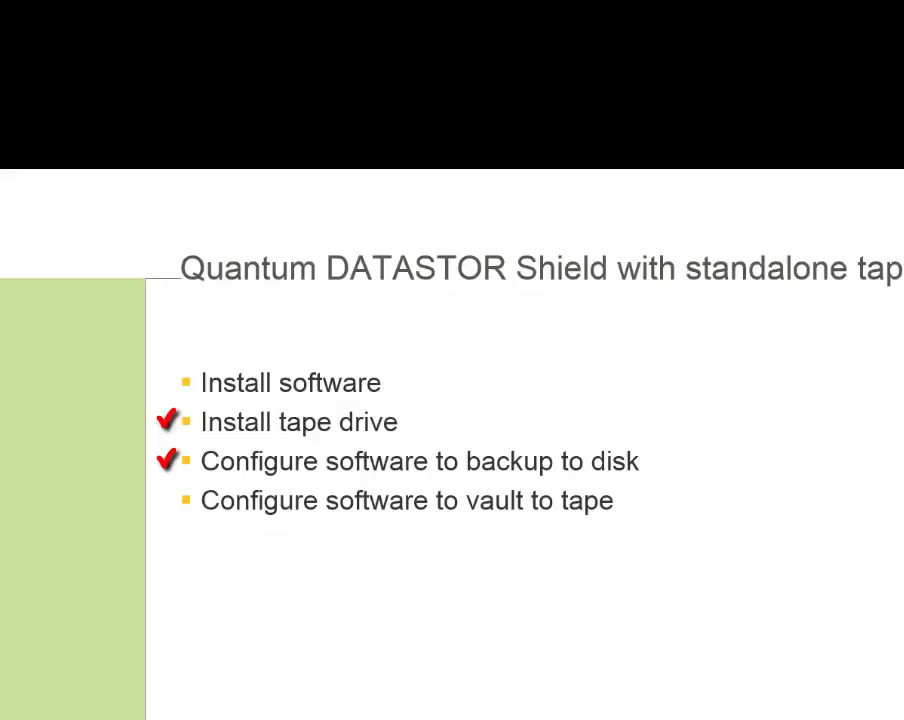 Quantum DATASTOR Shield with standalone tap
Install software
Install tape drive
Configure software to backup to disk
Configure software to vault to tape